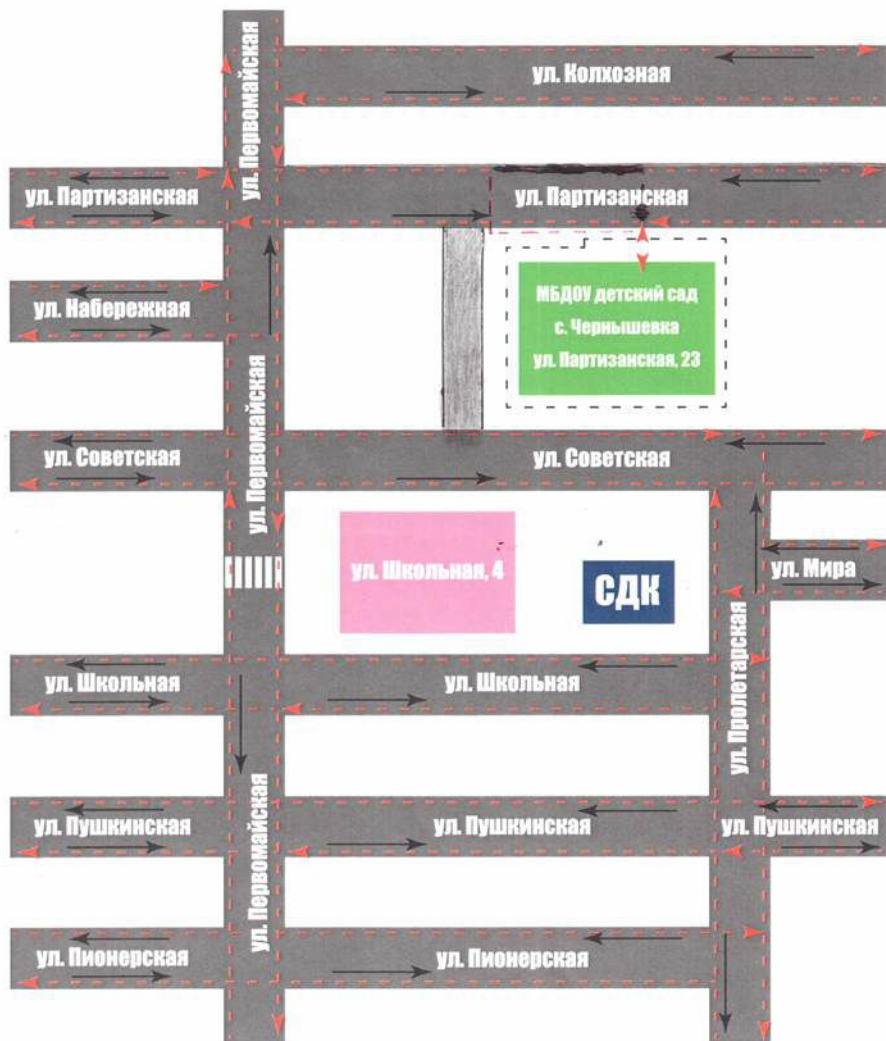 ул. Колхозная
ул. Первомайская
ул. Партизанская
ул. Партизанская
ул. Набережная
МБДОУ детский сад
с. Чернышевка
ул. Партизанская, 23
ул. Первомайская
ул. Советская
ул. Советская
ул. Школьная, 4
СДК
ул. Мира
ул. Школьная
ул. Школьная
ул. Пролетарская
ул. Пушкинская
ул. Пушкинская
ул. Пушкинская
ул. Первомайская
ул. Пионерская
ул. Пионерская